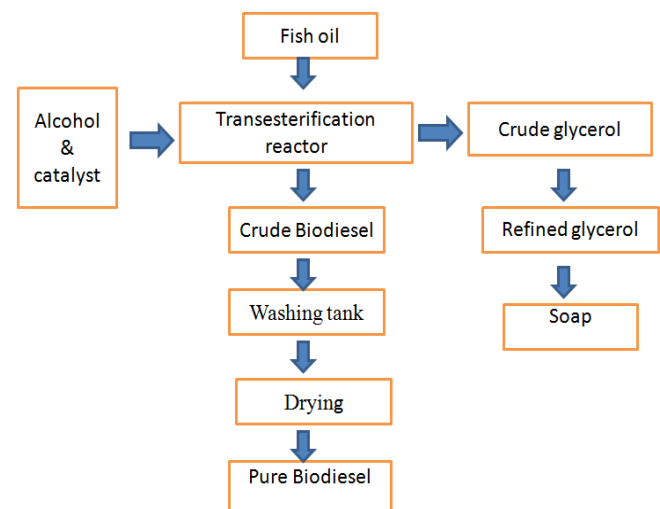 Fish oil
Alcohol
&
catalyst
Transesterification
reactor
Crude glycerol
Crude Biodiesel
Refined glycerol
Washing tank
Soap
Drying
Pure Biodiesel